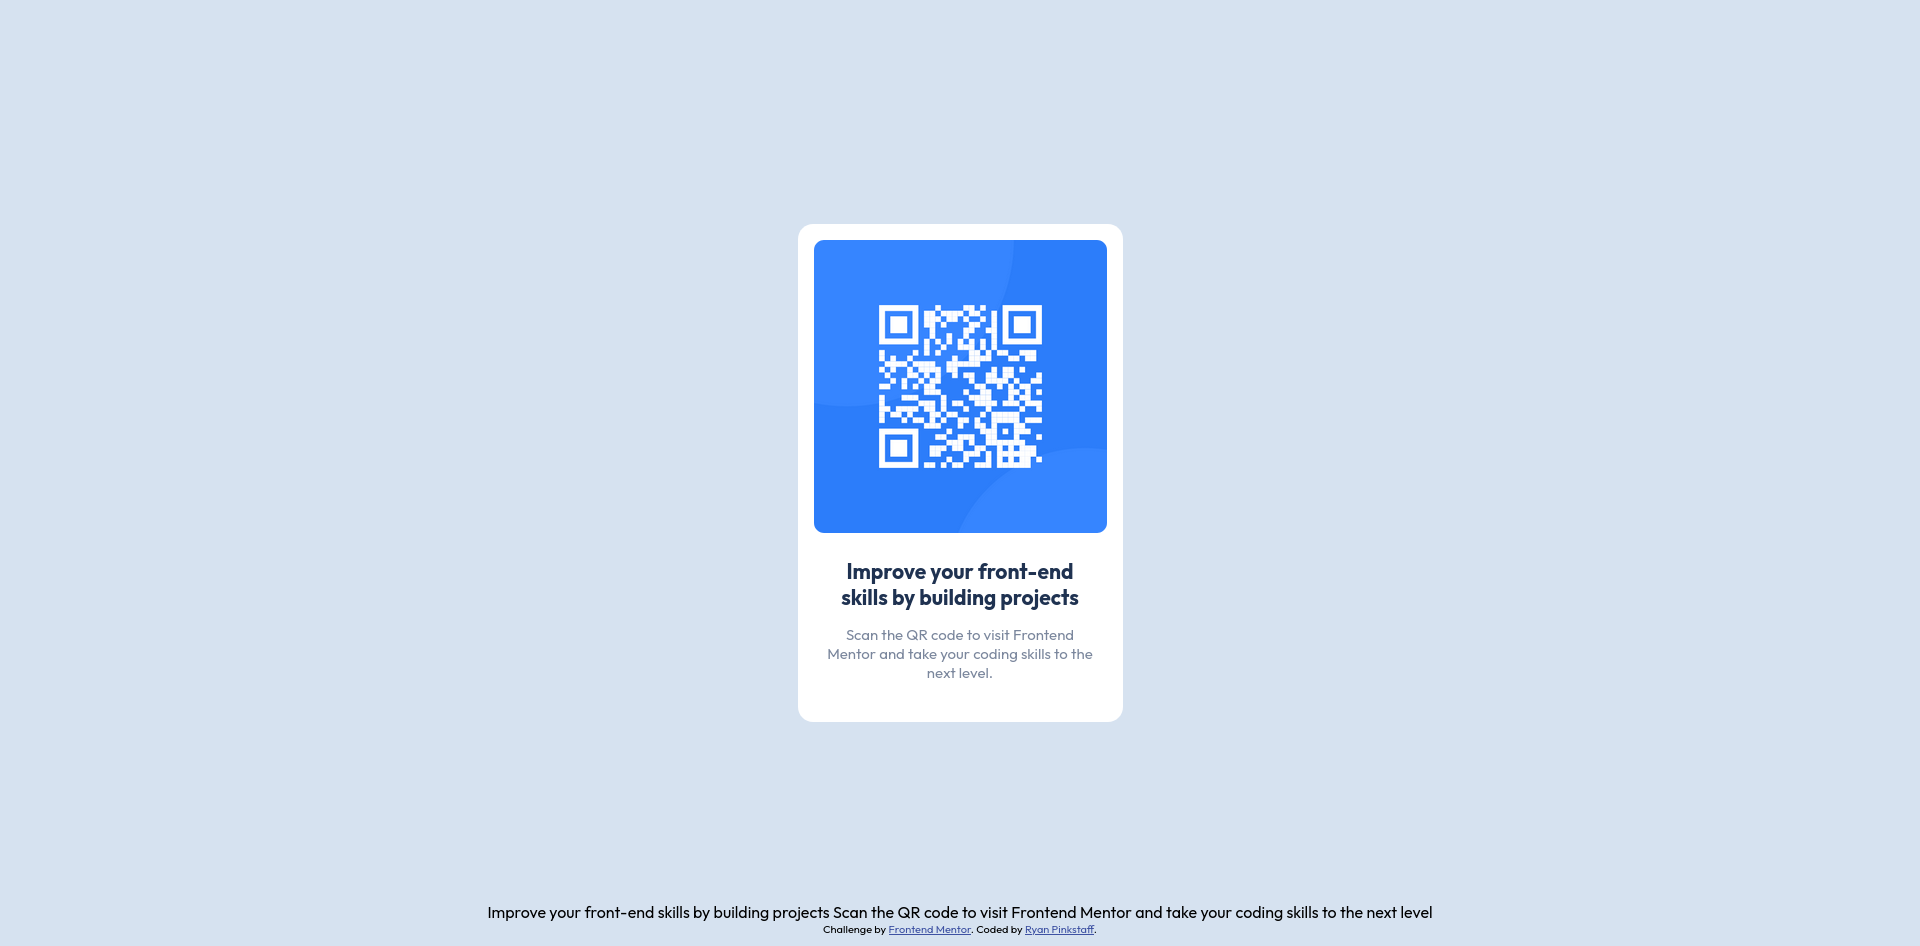 Improve your front-end
skills by building projects
Scan the QR code to visit Frontend
Mentor and take your coding skills to the
next level.
Improve your front-end skills by building projects Scan the QR code to visit Frontend Mentor and take your coding skills to the next level
Challenge by Frontend Mentor. Coded by Ryan Pinkstaff.